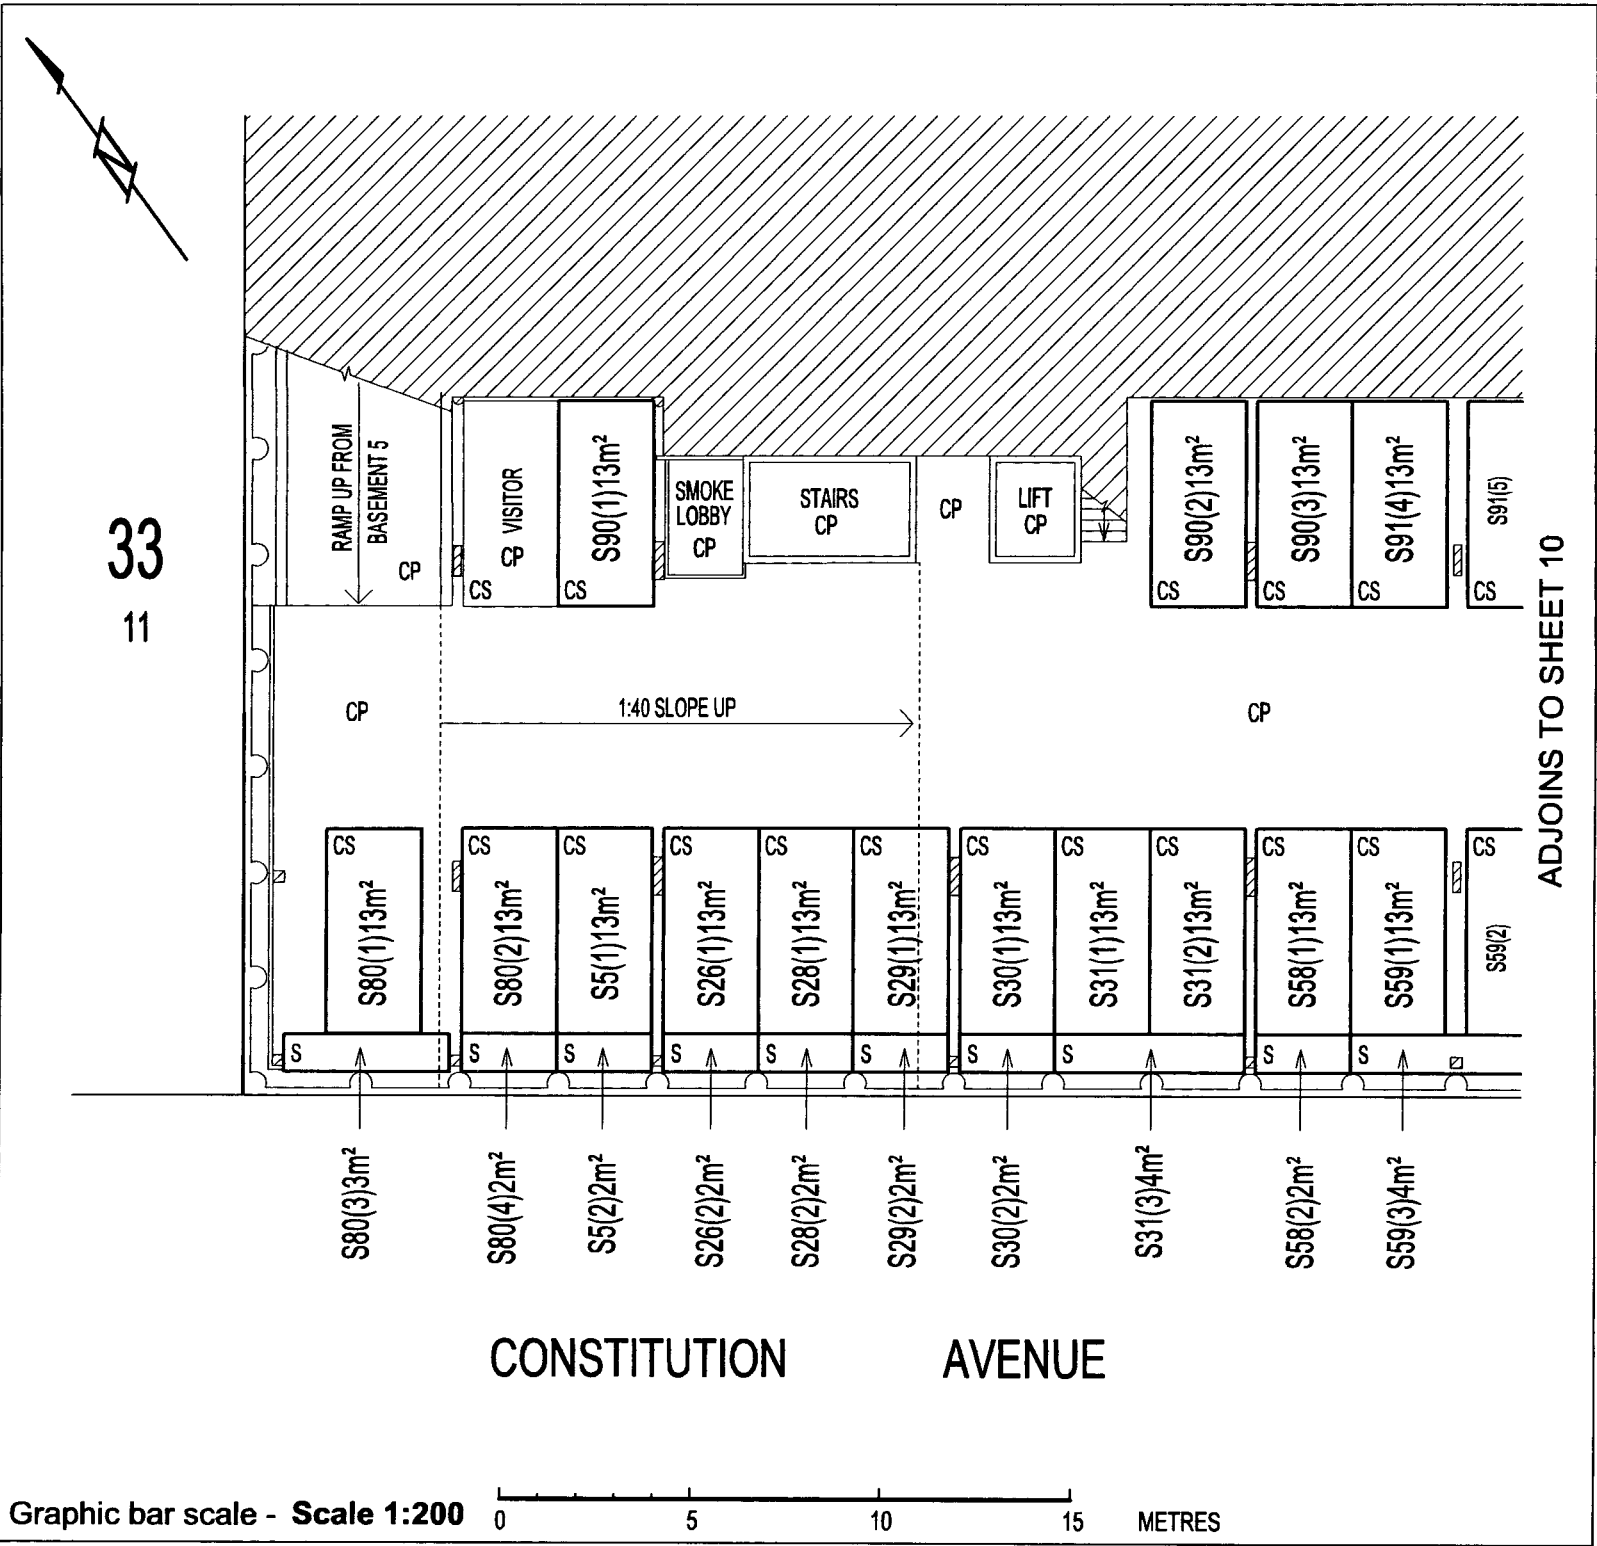 N
RAMP UP FROM
BASEMENT 5
CP
VISITOR
CP
CS
S90(1)13m²
CS
SMOKE
LOBBY
CP
STAIRS
CP
CP
LIFT
CP
S90(2)13m²
CS
S90(3)13m²
CS
S91(4)13m²
S91(5)
CS
33
11
ADJOINS TO SHEET 10
CP
1:40 SLOPE UP
CP
CS
S80(1)13m²
CS
S80(2)13m²
CS
S5(1)13m²
CS
S26(1)13m²
CS
S28(1)13m²
CS
S29(1)13m²
CS
S30(1)13m²
CS
S31(1)13m²
CS
S31(2)13m²
CS
S58(1)13m²
CS
S59(1)13m²
CS
S59(2)
S
S
S
S
S
S
S
S
S
S
S80(3)3m²
S80(4)2m²
S5(2)2m²
S26(2)2m²
S28(2)2m²
S29(2)2m²
S30(2)2m²
S31(3)4m²
S58(2)2m²
S59(3)4m²
CONSTITUTION AVENUE
Graphic bar scale - Scale 1:200
0 5 10 15 METRES